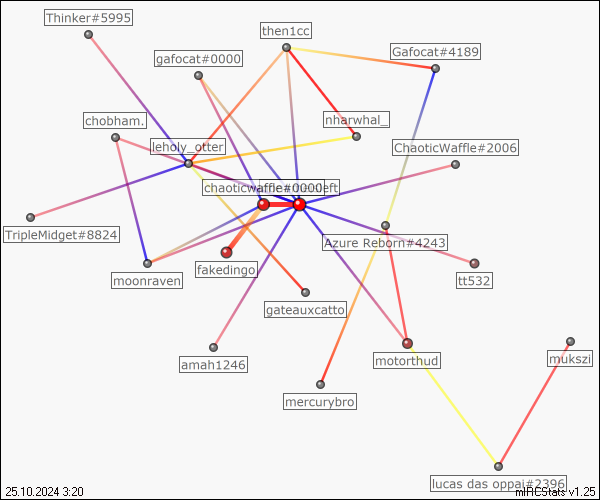 Thinker#5995
then1cc
gafocat#0000
Gafocat#4189
chobham.
nharwhal_
leholy_otter
ChaoticWaffle#2006
chaoticwaffle#0000
eft
TripleMidget#8824
Azure Reborn#4243
fakedingo
moonraven
tt532
gateauxcatto
amah1246
motorthud
mukszi
mercurybro
lucas das oppai#2396
25.10.2024 3:20
mIRCStats v1.25